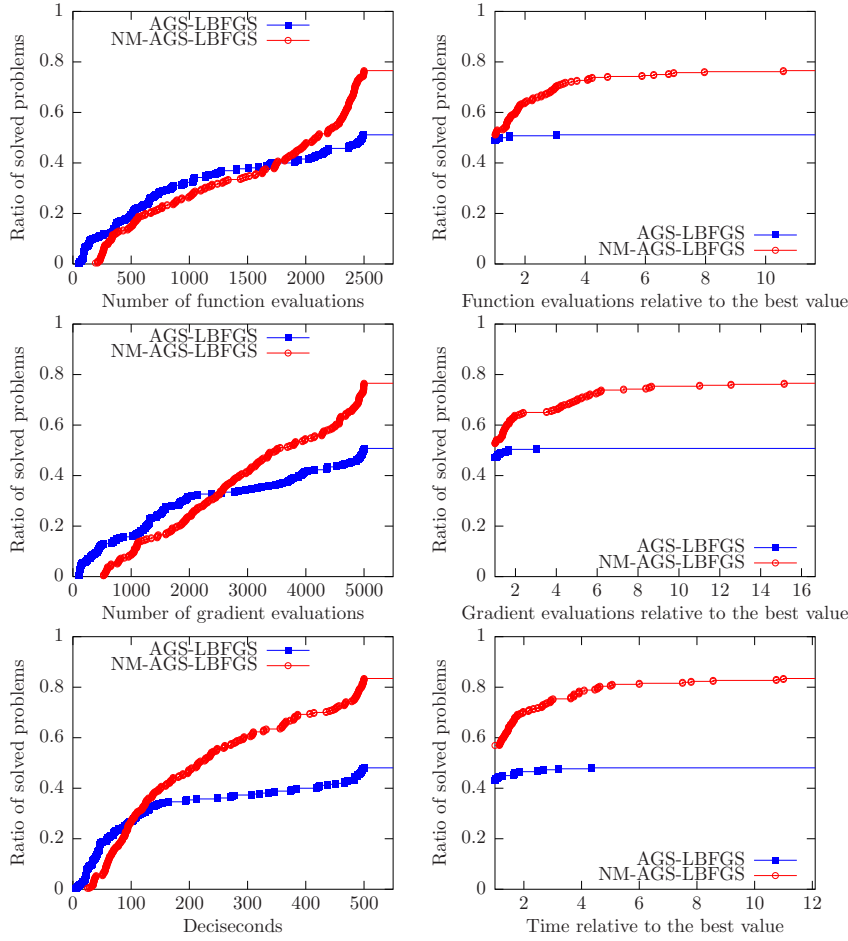 AGS-LBFGS
NM-AGS-LBFGS
Ratio of solved problems
1
0.8
0.6
0.4
0.2
0
0 500 1000 1500 2000 2500
Number of function evaluations
Ratio of solved problems
1
0.8
0.6
0.4
0.2
0
AGS-LBFGS
NM-AGS-LBFGS
2 4 6 8 10
Function evaluations relative to the best value
AGS-LBFGS
NM-AGS-LBFGS
Ratio of solved problems
1
0.8
0.6
0.4
0.2
0
0 1000 2000 3000 4000 5000
Number of gradient evaluations
Ratio of solved problems
1
0.8
0.6
0.4
0.2
0
AGS-LBFGS
NM-AGS-LBFGS
2 4 6 8 10 12 14 16
Gradient evaluations relative to the best value
AGS-LBFGS
NM-AGS-LBFGS
Ratio of solved problems
1
0.8
0.6
0.4
0.2
0
0 100 200 300 400 500
Deciseconds
Ratio of solved problems
1
0.8
0.6
0.4
0.2
0
AGS-LBFGS
NM-AGS-LBFGS
2 4 6 8 10 12
Time relative to the best value